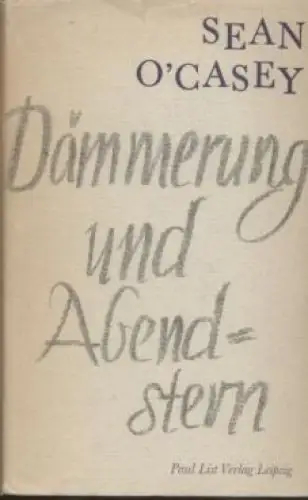 SEAN
O'CASEY
Dämmerung
und
Abend=
stern
Paul List Verlag Leipzig